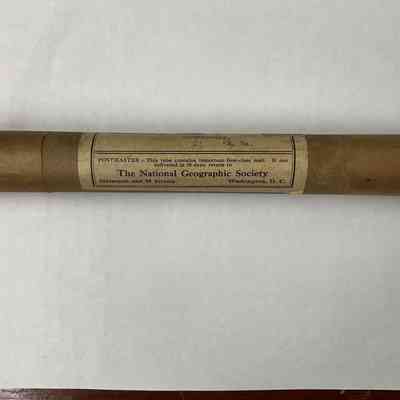 POSTMASTER:—This tube contains important first-class mail. If not
delivered in 10 days return to
The National Geographic Society
Sixteenth and M Streets Washington, D. C.